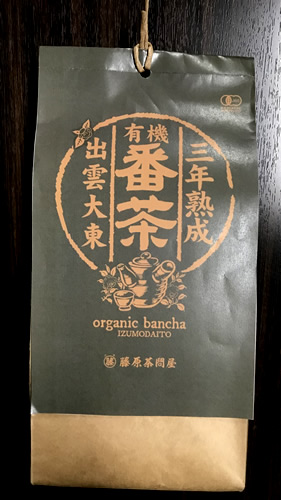 有機
番茶
三年熟成
出雲大東
organic bancha
IZUMODAITO
藤原茶問屋